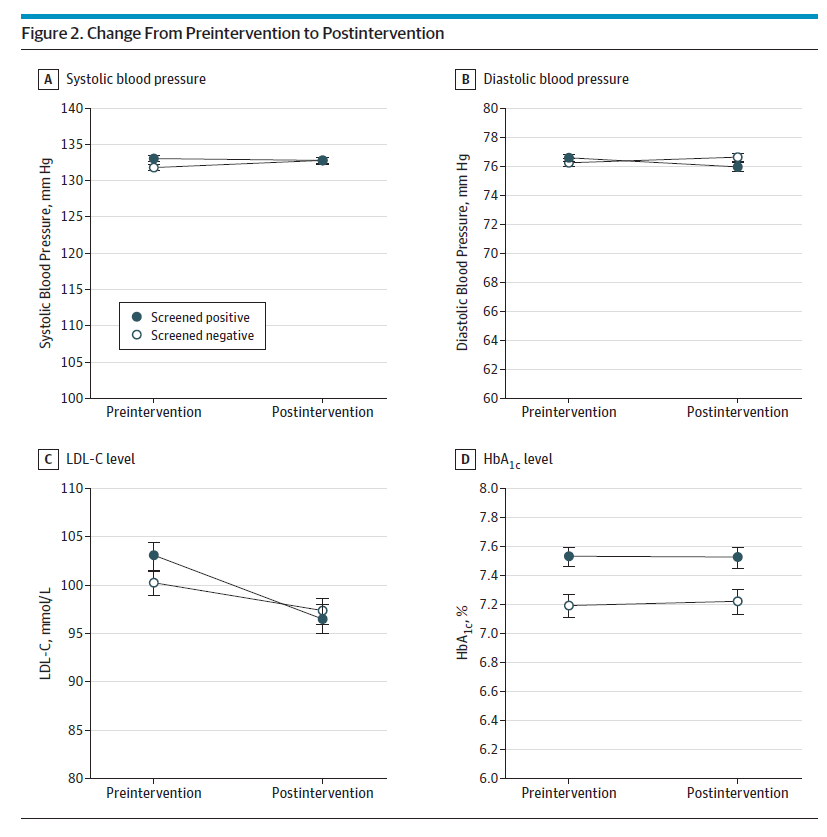 Figure 2. Change From Preintervention to Postintervention
A Systolic blood pressure
140
135
130
125
120
115
110
105
100
Systolic Blood Pressure, mm Hg
Screened positive
Screened negative
Preintervention Postintervention
B Diastolic blood pressure
80
78
76
74
72
70
68
66
64
62
60
Diastolic Blood Pressure, mm Hg
Preintervention Postintervention
C LDL-C level
110
105
100
95
90
85
80
LDL-C, mmol/L
Preintervention Postintervention
D HbA1c level
8.0
7.8
7.6
7.4
7.2
7.0
6.8
6.6
6.4
6.2
6.0
HbA1c, %
Preintervention Postintervention